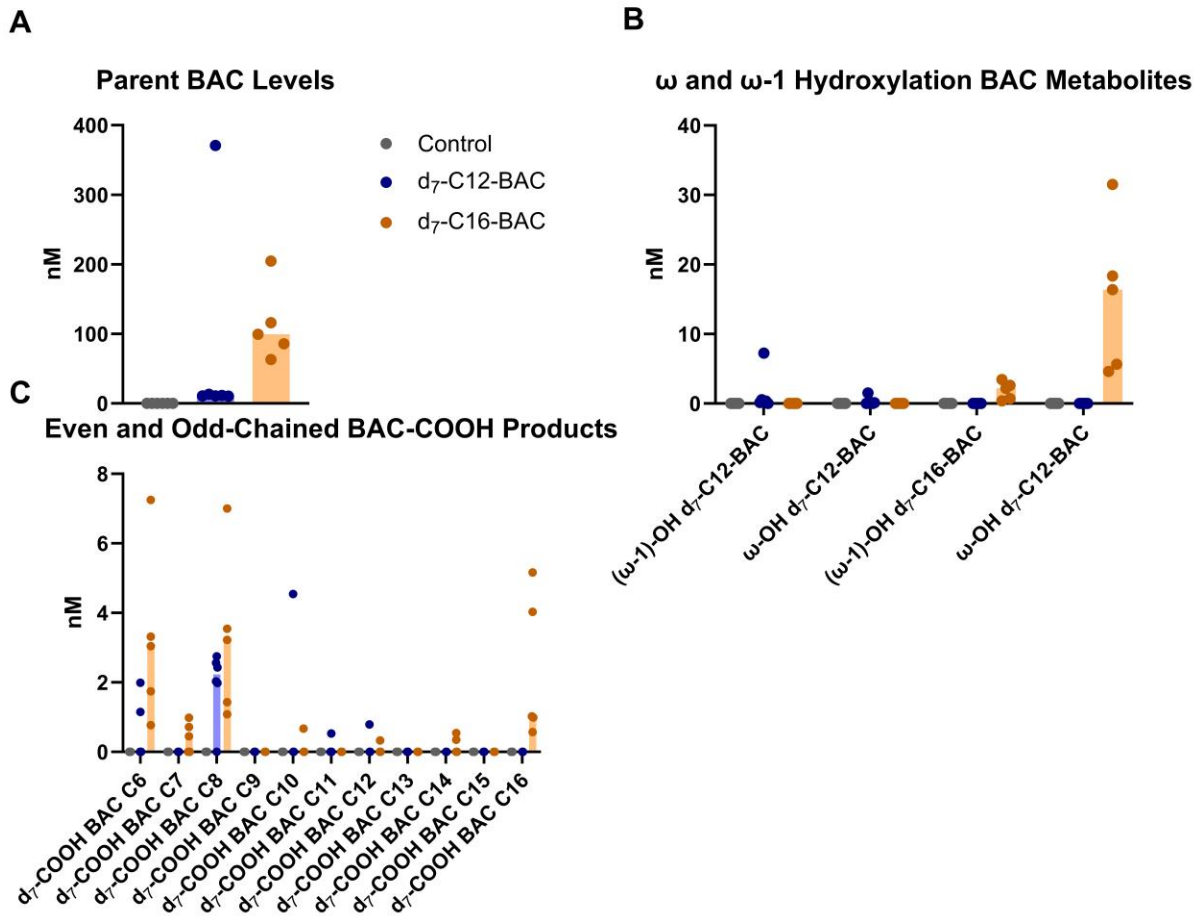 A
Parent BAC Levels
400
300
200
100
0
nM
Control
d₇-C12-BAC
d₇-C16-BAC
B
ω and ω-1 Hydroxylation BAC Metabolites
40
30
20
10
0
nM
(ω-1)-OH d₇-C12-BAC
ω-OH d₇-C12-BAC
(ω-1)-OH d₇-C16-BAC
ω-OH d₇-C12-BAC
C
Even and Odd-Chained BAC-COOH Products
8
6
4
2
0
nM
d₇-COOH BAC C6
d₇-COOH BAC C7
d₇-COOH BAC C8
d₇-COOH BAC C9
d₇-COOH BAC C10
d₇-COOH BAC C11
d₇-COOH BAC C12
d₇-COOH BAC C13
d₇-COOH BAC C14
d₇-COOH BAC C15
d₇-COOH BAC C16